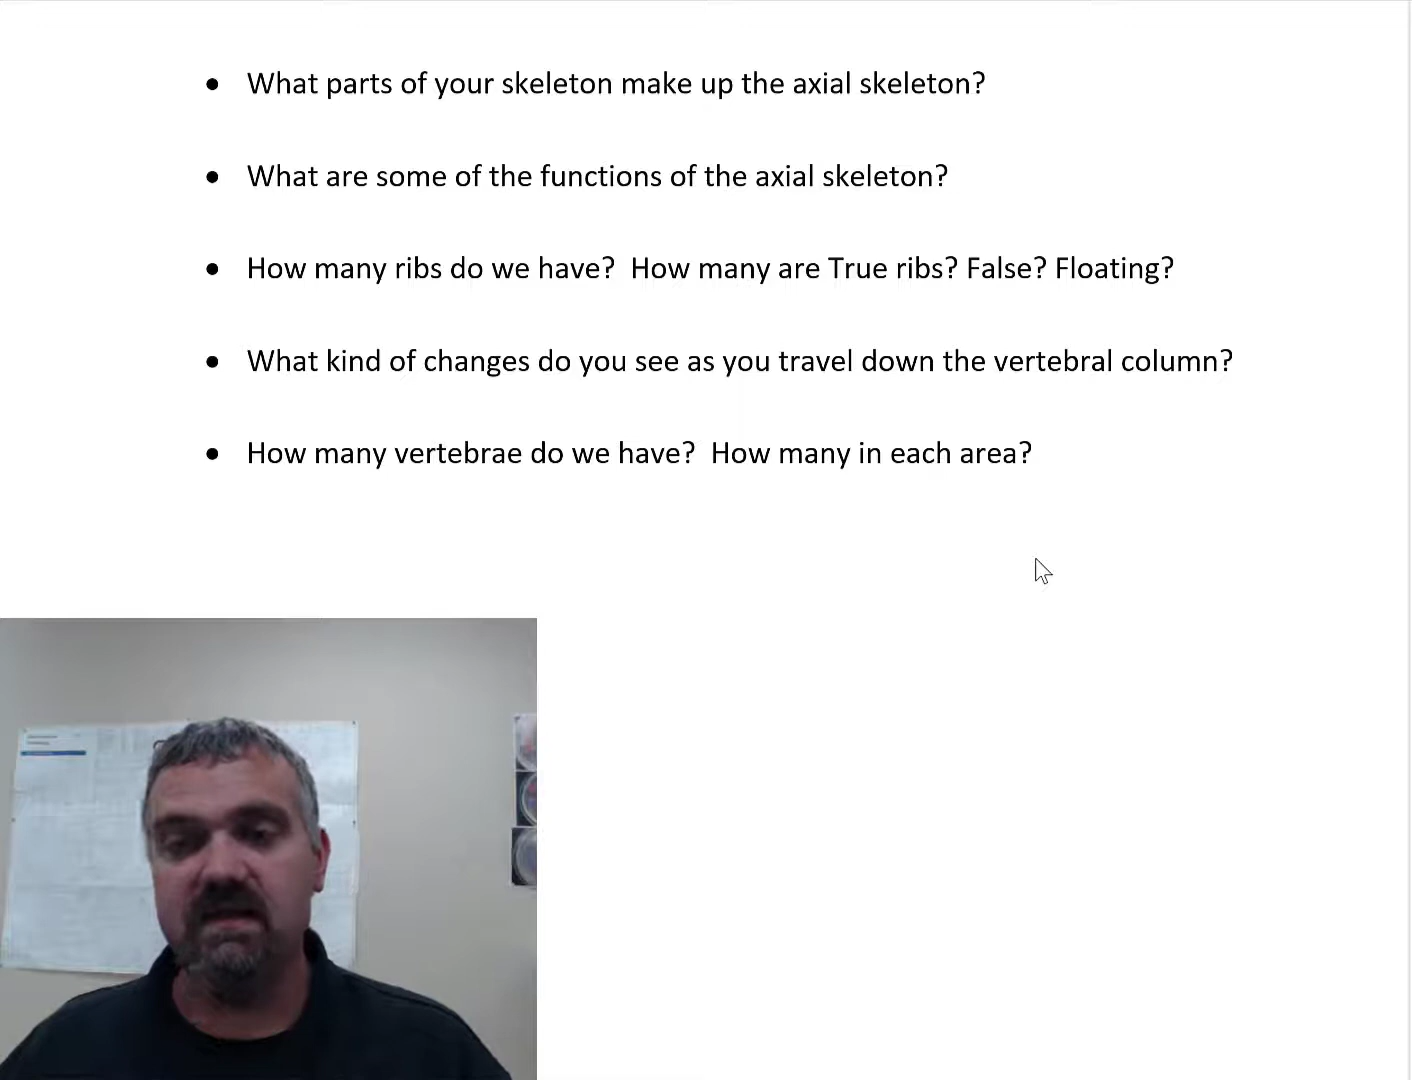 • What parts of your skeleton make up the axial skeleton?
• What are some of the functions of the axial skeleton?
• How many ribs do we have?  How many are True ribs? False? Floating?
• What kind of changes do you see as you travel down the vertebral column?
• How many vertebrae do we have?  How many in each area?